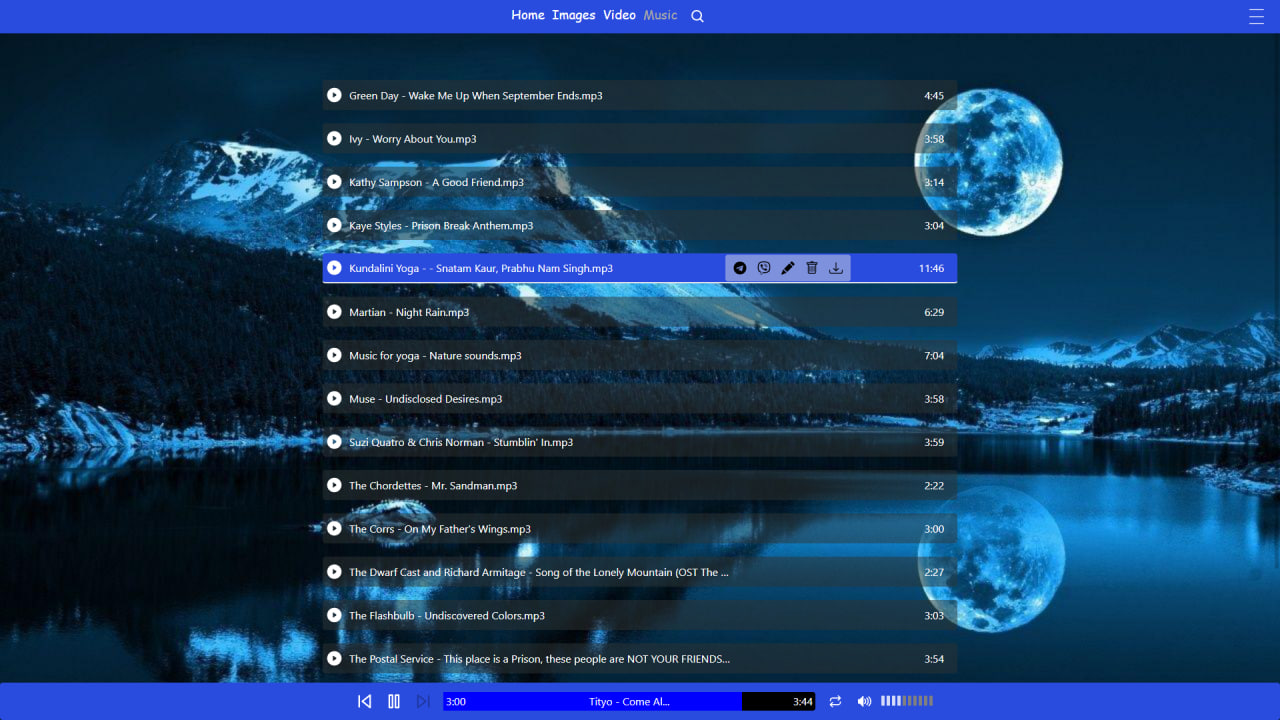 Home Images Video Music
Green Day - Wake Me Up When September Ends.mp3 4:45
Ivy - Worry About You.mp3 3:58
Kathy Sampson - A Good Friend.mp3 3:14
Kaye Styles - Prison Break Anthem.mp3 3:04
Kundalini Yoga - - Snatam Kaur, Prabhu Nam Singh.mp3 11:46
Martian - Night Rain.mp3 6:29
Music for yoga - Nature sounds.mp3 7:04
Muse - Undisclosed Desires.mp3 3:58
Suzi Quatro & Chris Norman - Stumblin' In.mp3 3:59
The Chordettes - Mr. Sandman.mp3 2:22
The Corrs - On My Father's Wings.mp3 3:00
The Dwarf Cast and Richard Armitage - Song of the Lonely Mountain (OST The ... 2:27
The Flashbulb - Undiscovered Colors.mp3 3:03
The Postal Service - This place is a Prison, these people are NOT YOUR FRIENDS... 3:54
3:00 Tityo - Come Al... 3:44